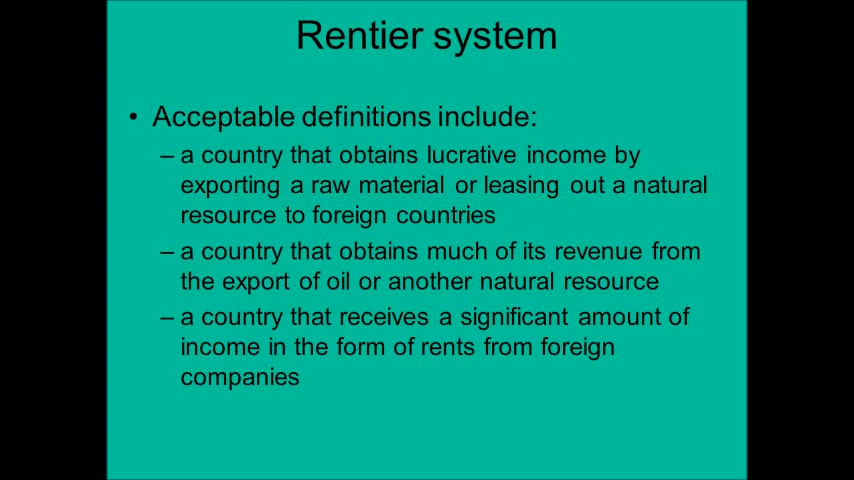 Rentier system
• Acceptable definitions include:
– a country that obtains lucrative income by
exporting a raw material or leasing out a natural
resource to foreign countries
– a country that obtains much of its revenue from
the export of oil or another natural resource
– a country that receives a significant amount of
income in the form of rents from foreign
companies